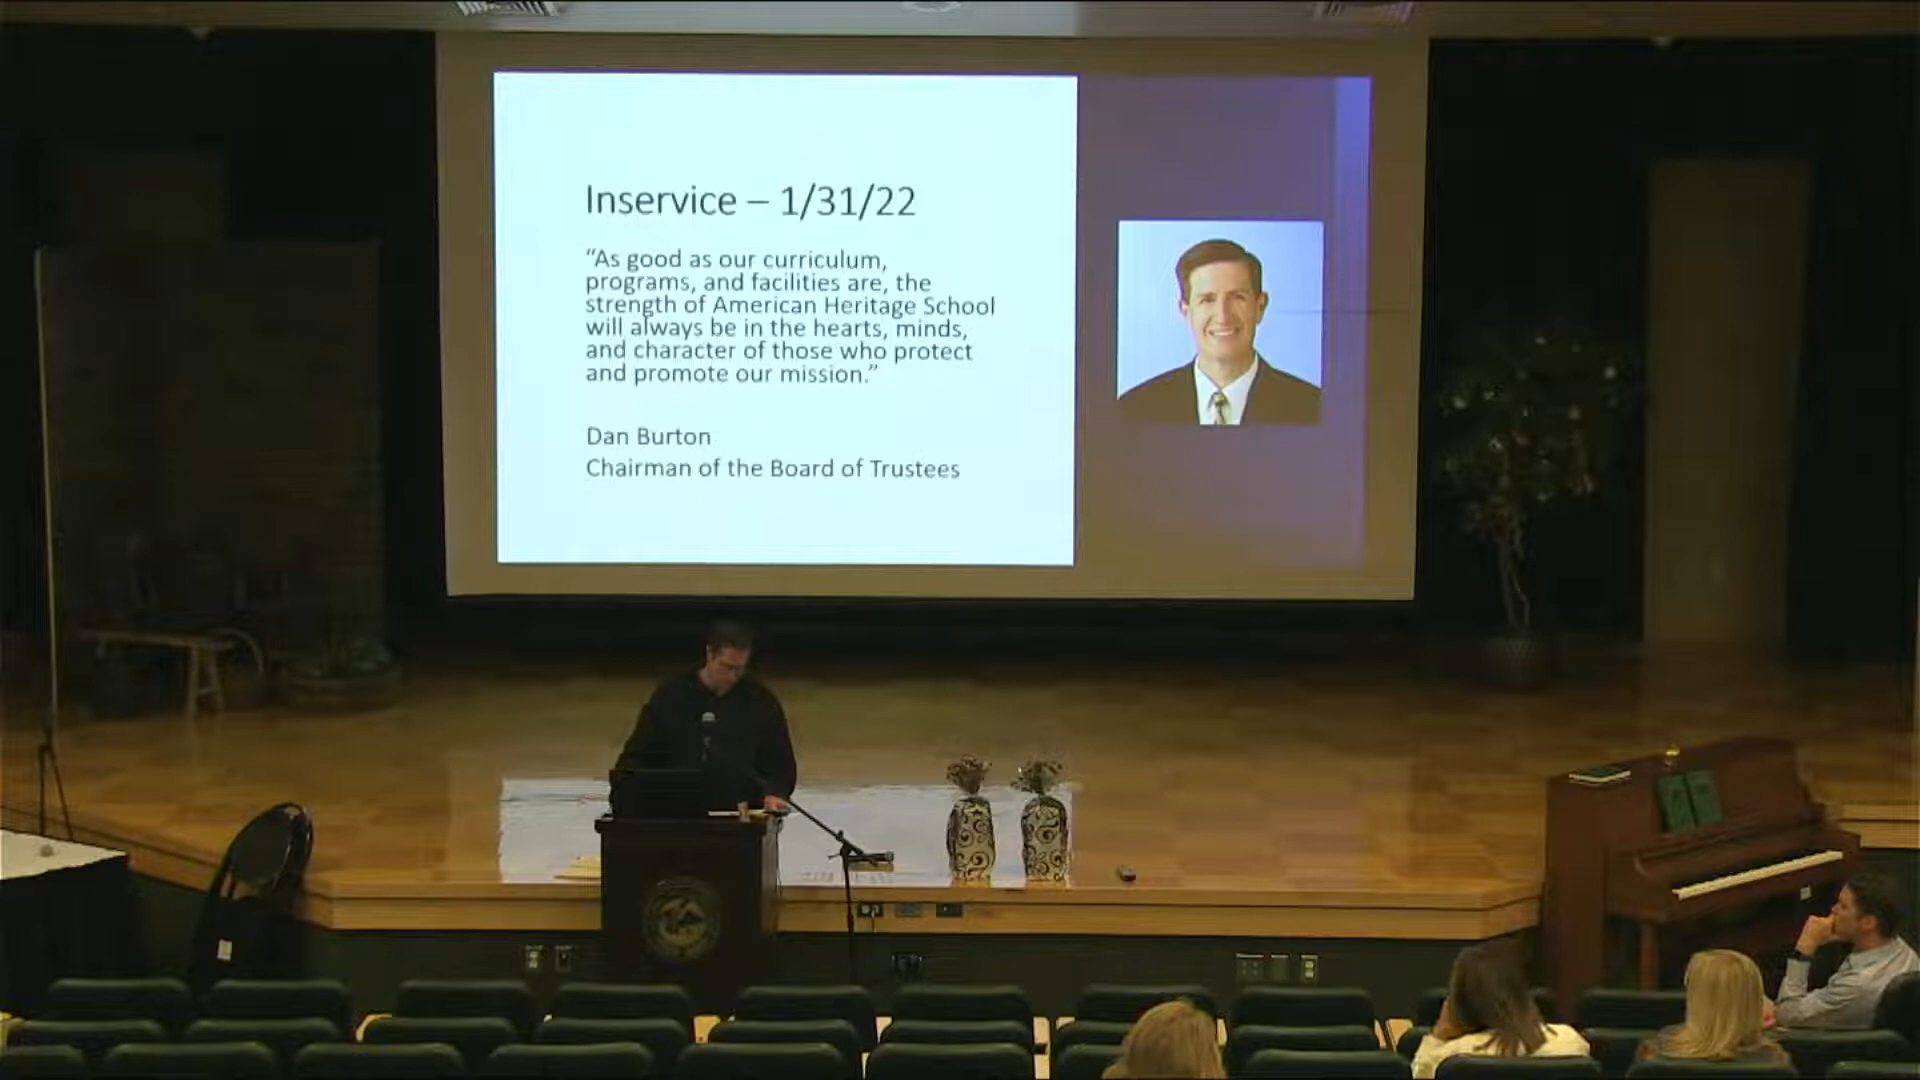 Inservice – 1/31/22
“As good as our curriculum,
programs, and facilities are, the
strength of American Heritage School
will always be in the hearts, minds,
and character of those who protect
and promote our mission.”
Dan Burton
Chairman of the Board of Trustees